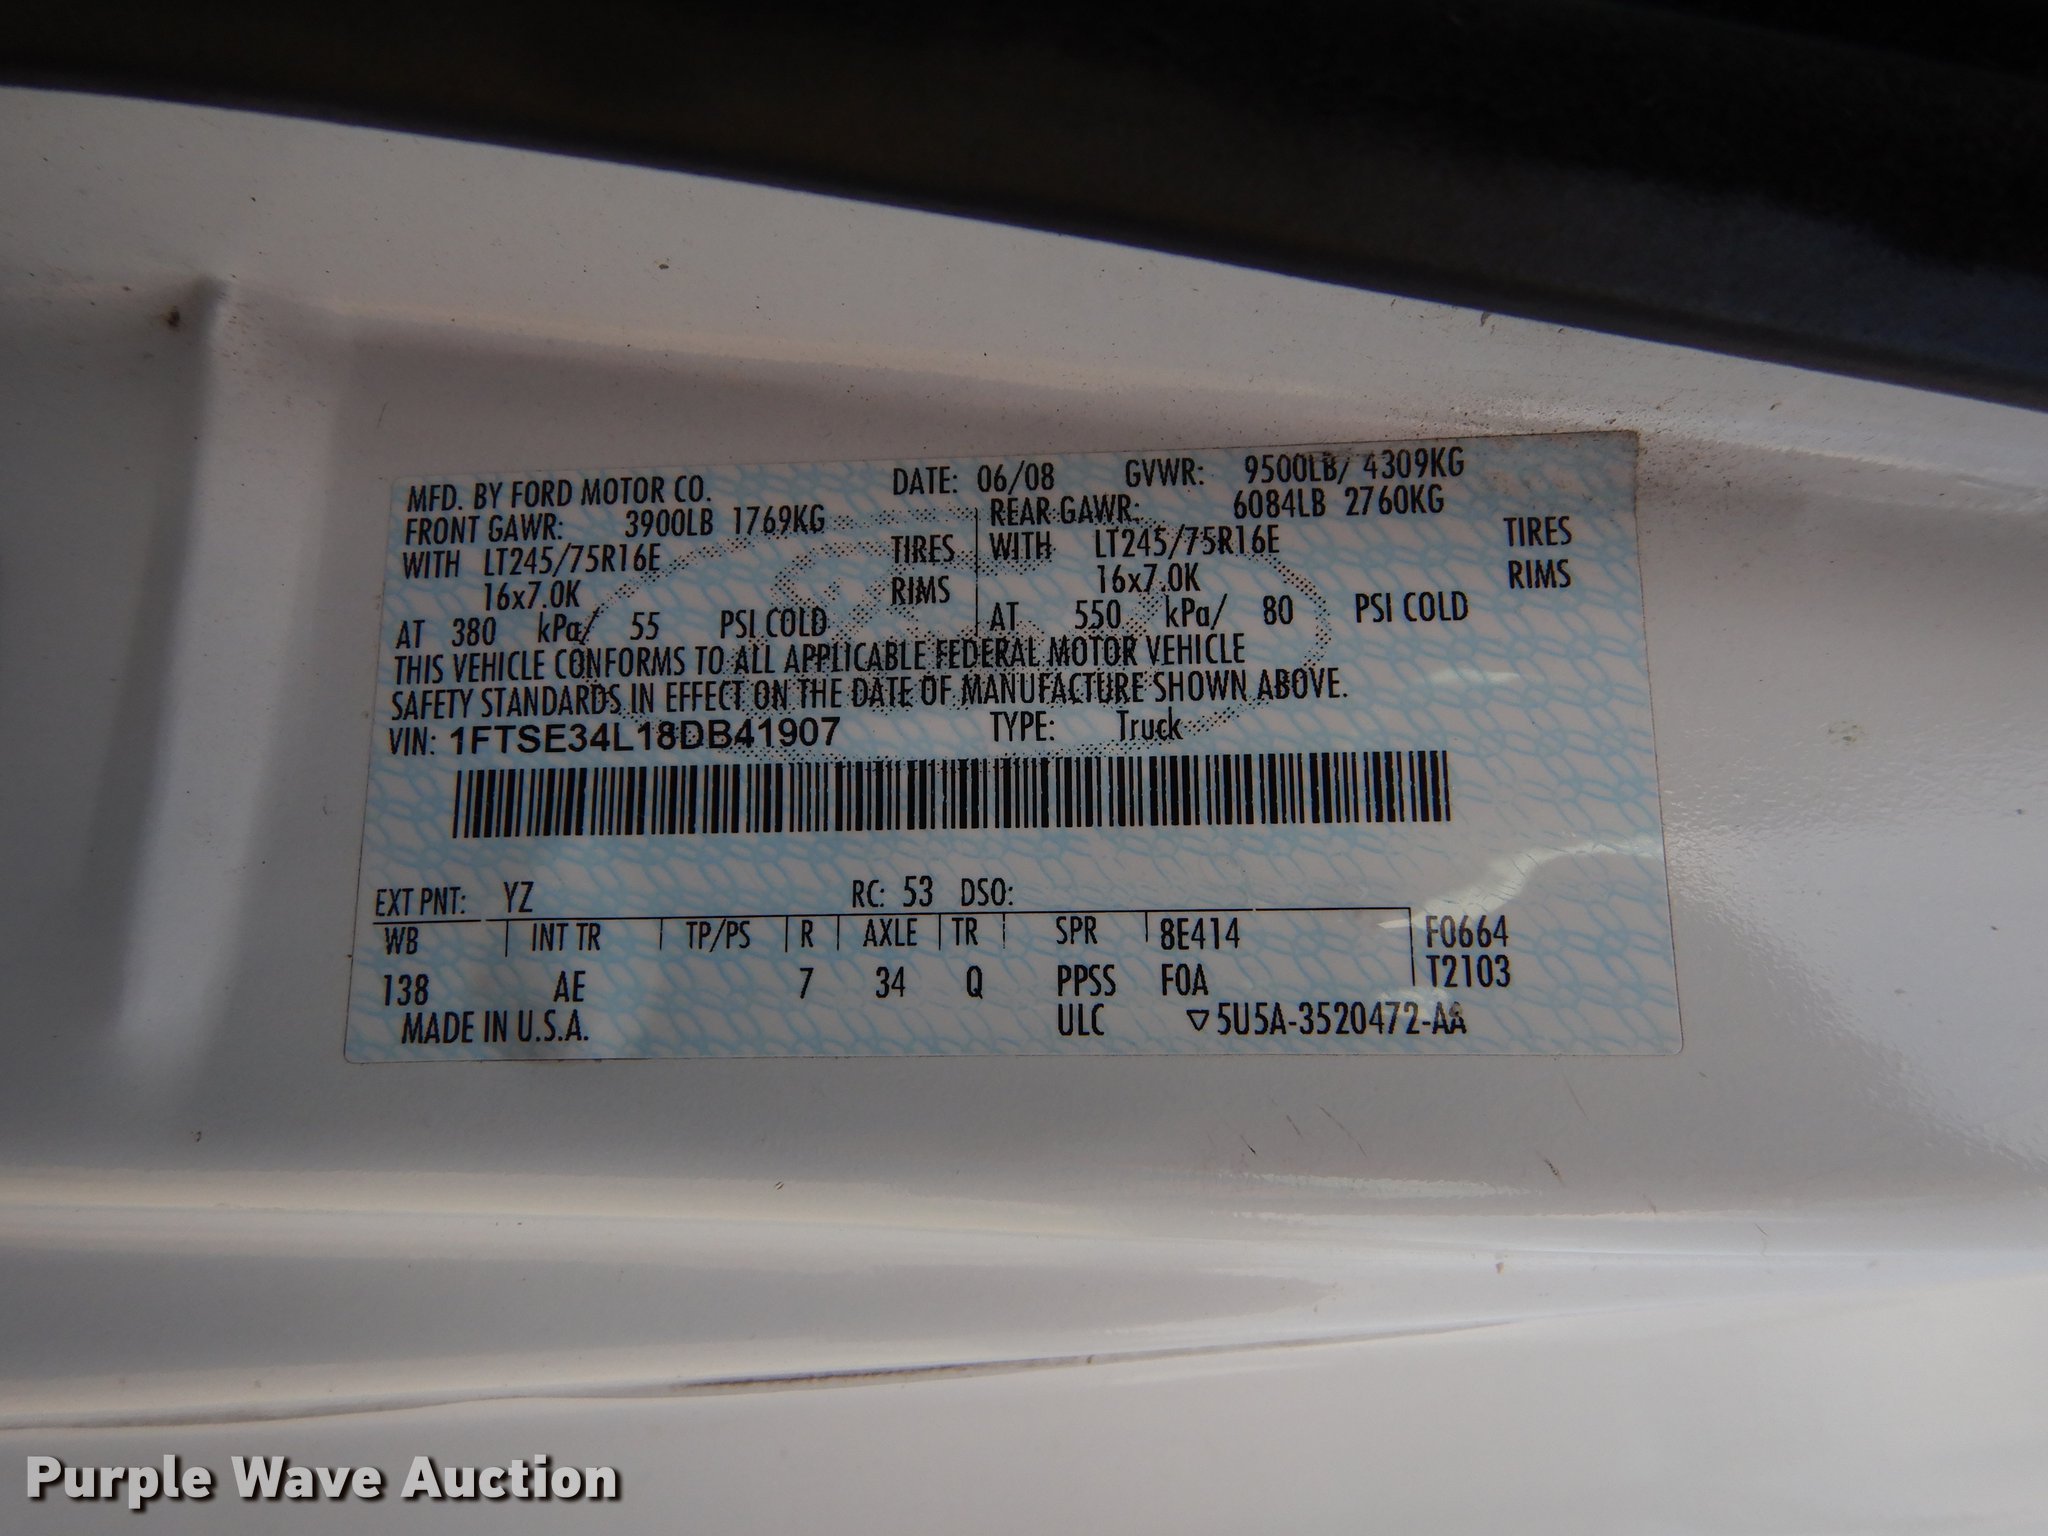 MFD. BY FORD MOTOR CO. DATE: 06/08 GVWR: 9500LB/ 4309KG
FRONT GAWR: 3900LB 1769KG REAR GAWR: 6084LB 2760KG
WITH LT245/75R16E TIRES WITH LT245/75R16E TIRES
16x7.0K RIMS 16x7.0K RIMS
AT 380 kPa/ 55 PSI COLD AT 550 kPa/ 80 PSI COLD
THIS VEHICLE CONFORMS TO ALL APPLICABLE FEDERAL MOTOR VEHICLE
SAFETY STANDARDS IN EFFECT ON THE DATE OF MANUFACTURE SHOWN ABOVE.
VIN: 1FTSE34L18DB41907 TYPE: Truck
EXT PNT: YZ RC: 53 DSO:
WB INT TR TP/PS R AXLE TR SPR 8E414 F0664
138 AE 7 34 Q PPSS F0A T2103
MADE IN U.S.A. ULC ▽5U5A-3520472-AA
Purple Wave Auction